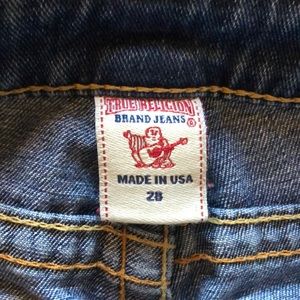 TRUE RELIGION®
BRAND JEANS
MADE IN USA
28